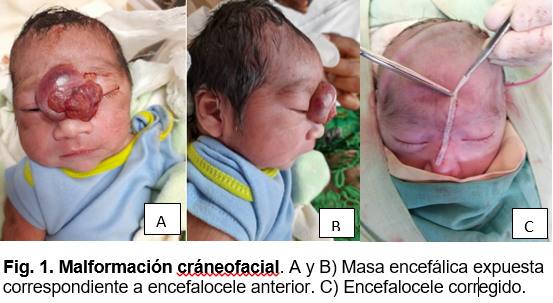 A
B
C
Fig. 1. Malformación cráneofacial. A y B) Masa encefálica expuesta
correspondiente a encefalocele anterior. C) Encefalocele corregido.